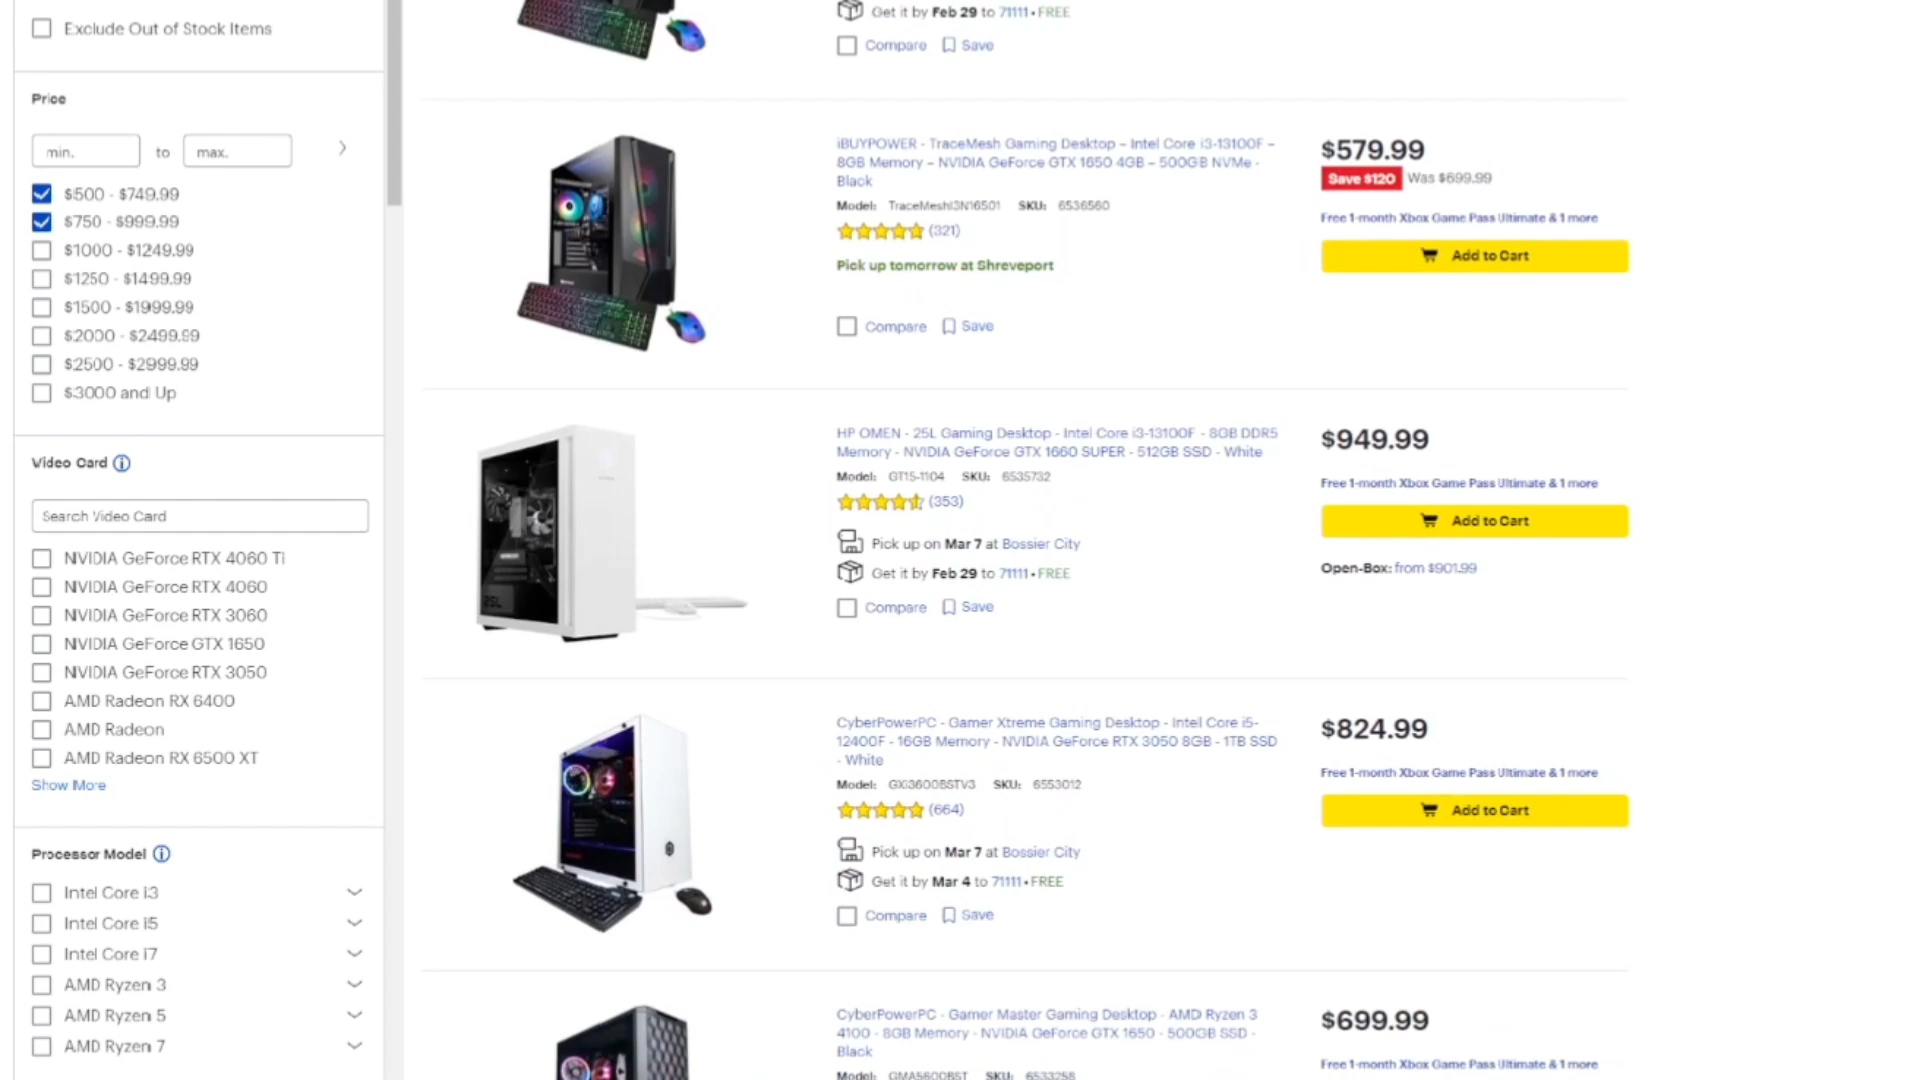 Exclude Out of Stock Items
Price
min. to max.
$500 - $749.99
$750 - $999.99
$1000 - $1249.99
$1250 - $1499.99
$1500 - $1999.99
$2000 - $2499.99
$2500 - $2999.99
$3000 and Up
Video Card
Search Video Card
NVIDIA GeForce RTX 4060 Ti
NVIDIA GeForce RTX 4060
NVIDIA GeForce RTX 3060
NVIDIA GeForce GTX 1650
NVIDIA GeForce RTX 3050
AMD Radeon RX 6400
AMD Radeon
AMD Radeon RX 6500 XT
Show More
Processor Model
Intel Core i3
Intel Core i5
Intel Core i7
AMD Ryzen 3
AMD Ryzen 5
AMD Ryzen 7
Get it by Feb 29 to 71111 • FREE
Compare Save
iBUYPOWER - TraceMesh Gaming Desktop – Intel Core i3-13100F –
8GB Memory – NVIDIA GeForce GTX 1650 4GB – 500GB NVMe -
Black
Model: TraceMeshI3N16501 SKU: 6536560
(321)
Pick up tomorrow at Shreveport
Compare Save
$579.99
Save $120 Was $699.99
Free 1-month Xbox Game Pass Ultimate & 1 more
Add to Cart
HP OMEN - 25L Gaming Desktop - Intel Core i3-13100F - 8GB DDR5
Memory - NVIDIA GeForce GTX 1660 SUPER - 512GB SSD - White
Model: GT15-1104 SKU: 6535732
(353)
Pick up on Mar 7 at Bossier City
Get it by Feb 29 to 71111 • FREE
Compare Save
$949.99
Free 1-month Xbox Game Pass Ultimate & 1 more
Add to Cart
Open-Box: from $901.99
25L
CyberPowerPC - Gamer Xtreme Gaming Desktop - Intel Core i5-
12400F - 16GB Memory - NVIDIA GeForce RTX 3050 8GB - 1TB SSD
- White
Model: GXi3600BSTV3 SKU: 6553012
(664)
Pick up on Mar 7 at Bossier City
Get it by Mar 4 to 71111 • FREE
Compare Save
$824.99
Free 1-month Xbox Game Pass Ultimate & 1 more
Add to Cart
CyberPowerPC - Gamer Master Gaming Desktop - AMD Ryzen 3
4100 - 8GB Memory - NVIDIA GeForce GTX 1650 - 500GB SSD -
Black
Model: GMA5600BST SKU: 6533258
$699.99
Free 1-month Xbox Game Pass Ultimate & 1 more